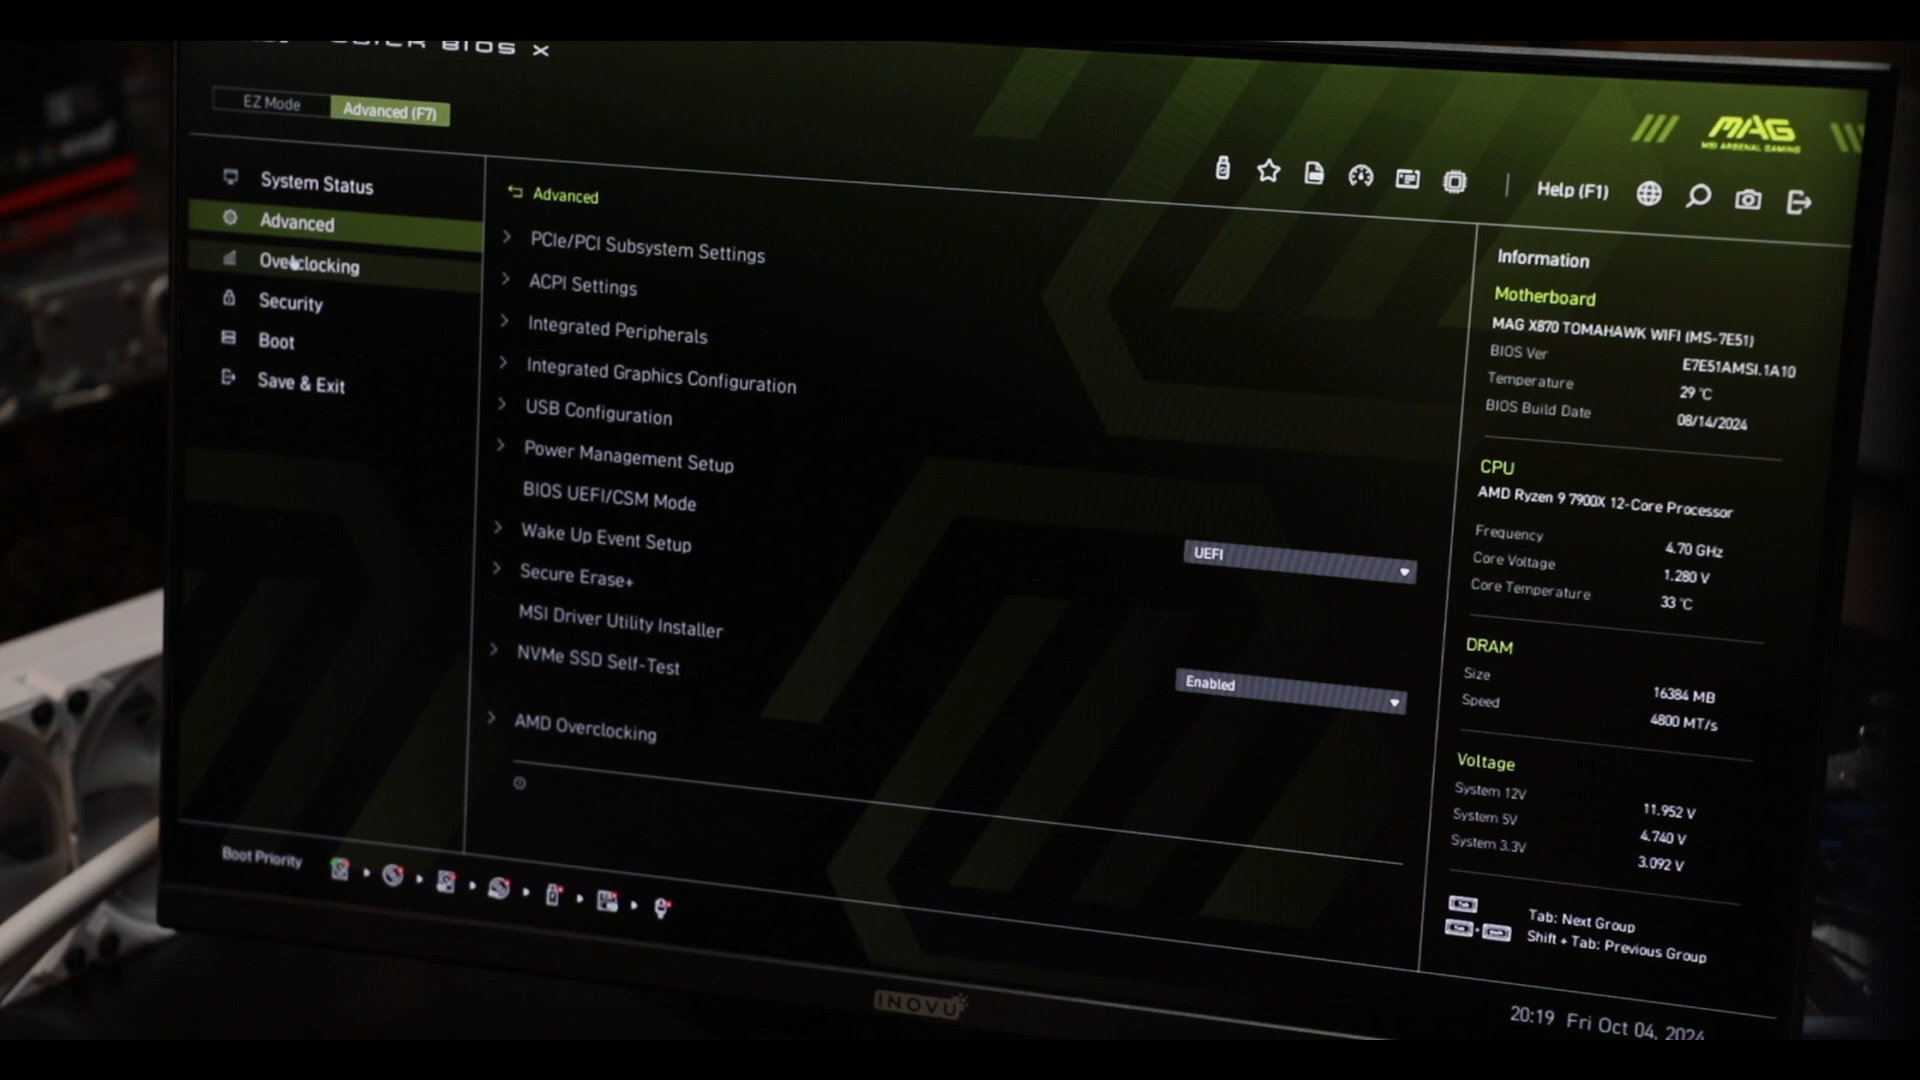 BIOS X
EZ Mode
Advanced (F7)
MAG
MSI ARSENAL GAMING
Help (F1)
System Status
Advanced
Overclocking
Security
Boot
Save & Exit
Advanced
PCIe/PCI Subsystem Settings
ACPI Settings
Integrated Peripherals
Integrated Graphics Configuration
USB Configuration
Power Management Setup
BIOS UEFI/CSM Mode
UEFI
Wake Up Event Setup
Secure Erase+
MSI Driver Utility Installer
Enabled
NVMe SSD Self-Test
AMD Overclocking
Information
Motherboard
MAG X870 TOMAHAWK WIFI (MS-7E51)
BIOS Ver E7E51AMSI.1A10
Temperature 29 °C
BIOS Build Date 08/14/2024
CPU
AMD Ryzen 9 7900X 12-Core Processor
Frequency 4.70 GHz
Core Voltage 1.280 V
Core Temperature 33 °C
DRAM
Size 16384 MB
Speed 4800 MT/s
Voltage
System 12V 11.952 V
System 5V 4.740 V
System 3.3V 3.092 V
Tab: Next Group
Shift + Tab: Previous Group
Boot Priority
INOVU
20:19 Fri Oct 04, 2024